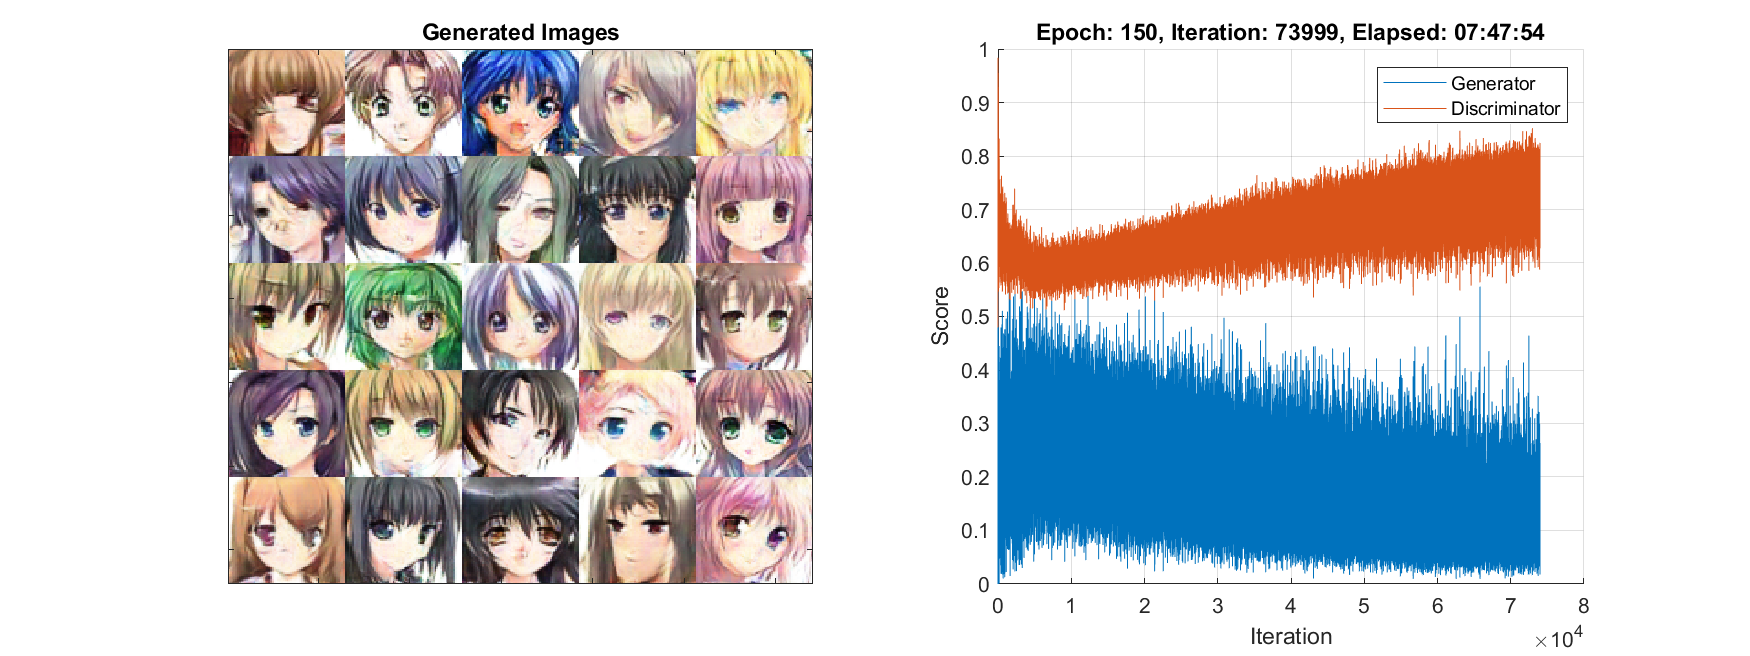 Generated Images
Epoch: 150, Iteration: 73999, Elapsed: 07:47:54
Generator
Discriminator
1
0.9
0.8
0.7
0.6
0.5
0.4
0.3
0.2
0.1
0
Score
0 1 2 3 4 5 6 7 8
Iteration
×10⁴